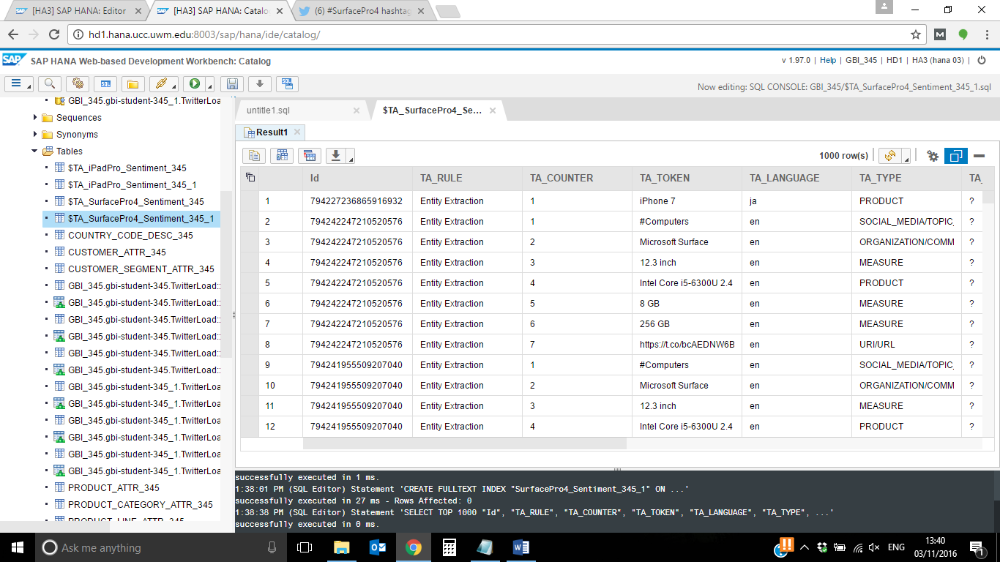 [HA3] SAP HANA: Editor
[HA3] SAP HANA: Catalo
(6) #SurfacePro4 hashtag
hd1.hana.ucc.uwm.edu:8003/sap/hana/ide/catalog/
SAP SAP HANA Web-based Development Workbench: Catalog
v 1.97.0 | Help | GBI_345 | HD1 | HA3 (hana 03) |
Now editing: SQL CONSOLE: GBI_345/$TA_SurfacePro4_Sentiment_345_1.sql
GBI_345.gbi-student-345_1.TwitterLoad
Sequences
Synonyms
Tables
$TA_iPadPro_Sentiment_345
$TA_iPadPro_Sentiment_345_1
$TA_SurfacePro4_Sentiment_345
$TA_SurfacePro4_Sentiment_345_1
COUNTRY_CODE_DESC_345
CUSTOMER_ATTR_345
CUSTOMER_SEGMENT_ATTR_345
GBI_345.gbi-student-345.TwitterLoad::
GBI_345.gbi-student-345.TwitterLoad::
GBI_345.gbi-student-345.TwitterLoad::
GBI_345.gbi-student-345.TwitterLoad::
GBI_345.gbi-student-345.TwitterLoad::
GBI_345.gbi-student-345.TwitterLoad::
GBI_345.gbi-student-345_1.TwitterLo
GBI_345.gbi-student-345_1.TwitterLo
GBI_345.gbi-student-345_1.TwitterLo
GBI_345.gbi-student-345_1.TwitterLo
GBI_345.gbi-student-345_1.TwitterLo
GBI_345.gbi-student-345_1.TwitterLo
PRODUCT_ATTR_345
PRODUCT_CATEGORY_ATTR_345
PRODUCT_LINE_ATTR_345
untitle1.sql
$TA_SurfacePro4_Se...
Result1
1000 row(s)
Id TA_RULE TA_COUNTER TA_TOKEN TA_LANGUAGE TA_TYPE TA_
1 794227236865916932 Entity Extraction 1 iPhone 7 ja PRODUCT ?
2 794242247210520576 Entity Extraction 1 #Computers en SOCIAL_MEDIA/TOPIC_ ?
3 794242247210520576 Entity Extraction 2 Microsoft Surface en ORGANIZATION/COMM ?
4 794242247210520576 Entity Extraction 3 12.3 inch en MEASURE ?
5 794242247210520576 Entity Extraction 4 Intel Core i5-6300U 2.4 en PRODUCT ?
6 794242247210520576 Entity Extraction 5 8 GB en MEASURE ?
7 794242247210520576 Entity Extraction 6 256 GB en MEASURE ?
8 794242247210520576 Entity Extraction 7 https://t.co/bcAEDNW6B en URI/URL ?
9 794241955509207040 Entity Extraction 1 #Computers en SOCIAL_MEDIA/TOPIC_ ?
10 794241955509207040 Entity Extraction 2 Microsoft Surface en ORGANIZATION/COMM ?
11 794241955509207040 Entity Extraction 3 12.3 inch en MEASURE ?
12 794241955509207040 Entity Extraction 4 Intel Core i5-6300U 2.4 en PRODUCT ?
successfully executed in 1 ms.
1:38:01 PM (SQL Editor) Statement 'CREATE FULLTEXT INDEX "SurfacePro4_Sentiment_345_1" ON ...'
successfully executed in 27 ms - Rows Affected: 0
1:38:38 PM (SQL Editor) Statement 'SELECT TOP 1000 "Id", "TA_RULE", "TA_COUNTER", "TA_TOKEN", "TA_LANGUAGE", "TA_TYPE", ...'
successfully executed in 0 ms.
Ask me anything
ENG
13:40
03/11/2016